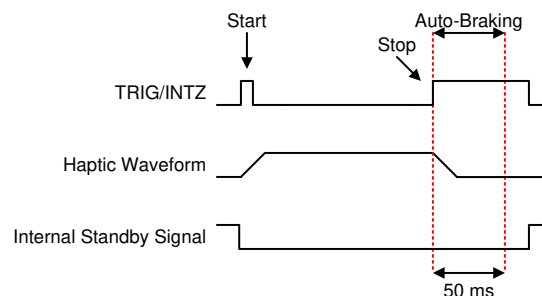 Start
Auto-Braking
Stop
TRIG/INTZ
Haptic Waveform
Internal Standby Signal
50 ms